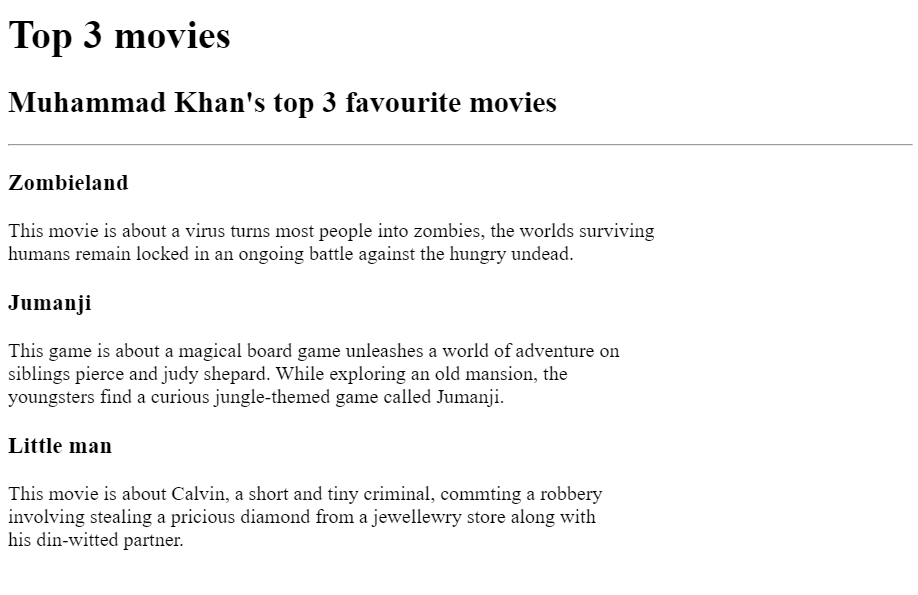 Top 3 movies
Muhammad Khan's top 3 favourite movies
Zombieland
This movie is about a virus turns most people into zombies, the worlds surviving
humans remain locked in an ongoing battle against the hungry undead.
Jumanji
This game is about a magical board game unleashes a world of adventure on
siblings pierce and judy shepard. While exploring an old mansion, the
youngsters find a curious jungle-themed game called Jumanji.
Little man
This movie is about Calvin, a short and tiny criminal, commting a robbery
involving stealing a pricious diamond from a jewellewry store along with
his din-witted partner.